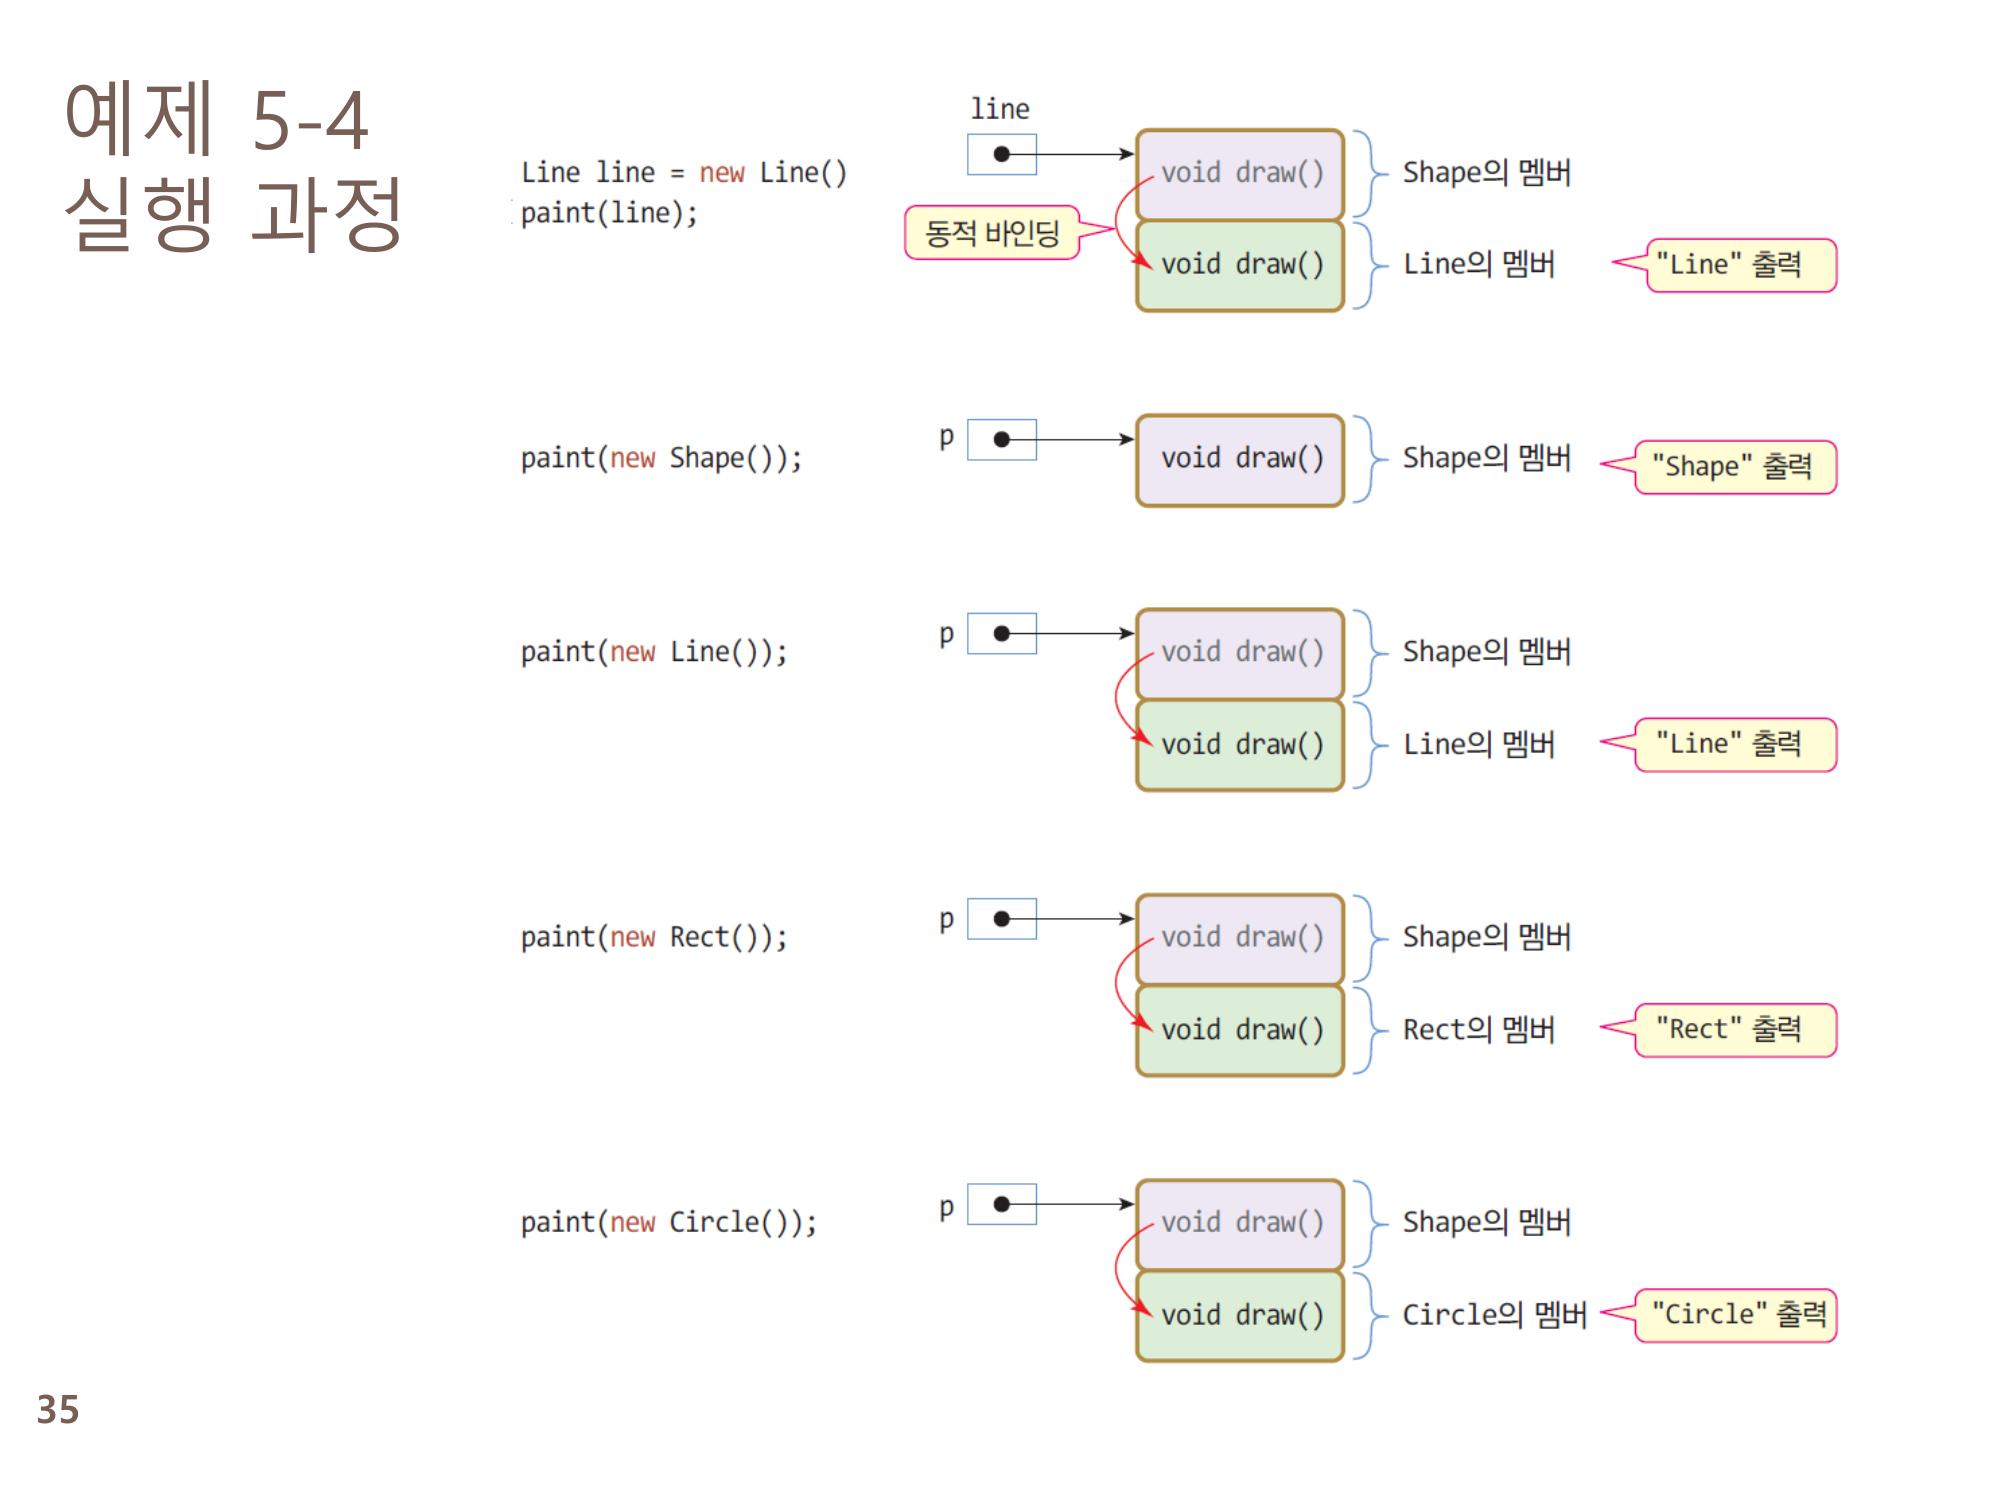 예제 5-4
실행 과정
line
Line line = new Line()
paint(line);
void draw()
Shape의 멤버
동적 바인딩
void draw()
Line의 멤버
"Line" 출력
paint(new Shape());
p
void draw()
Shape의 멤버
"Shape" 출력
paint(new Line());
p
void draw()
Shape의 멤버
void draw()
Line의 멤버
"Line" 출력
paint(new Rect());
p
void draw()
Shape의 멤버
void draw()
Rect의 멤버
"Rect" 출력
paint(new Circle());
p
void draw()
Shape의 멤버
void draw()
Circle의 멤버
"Circle" 출력
35